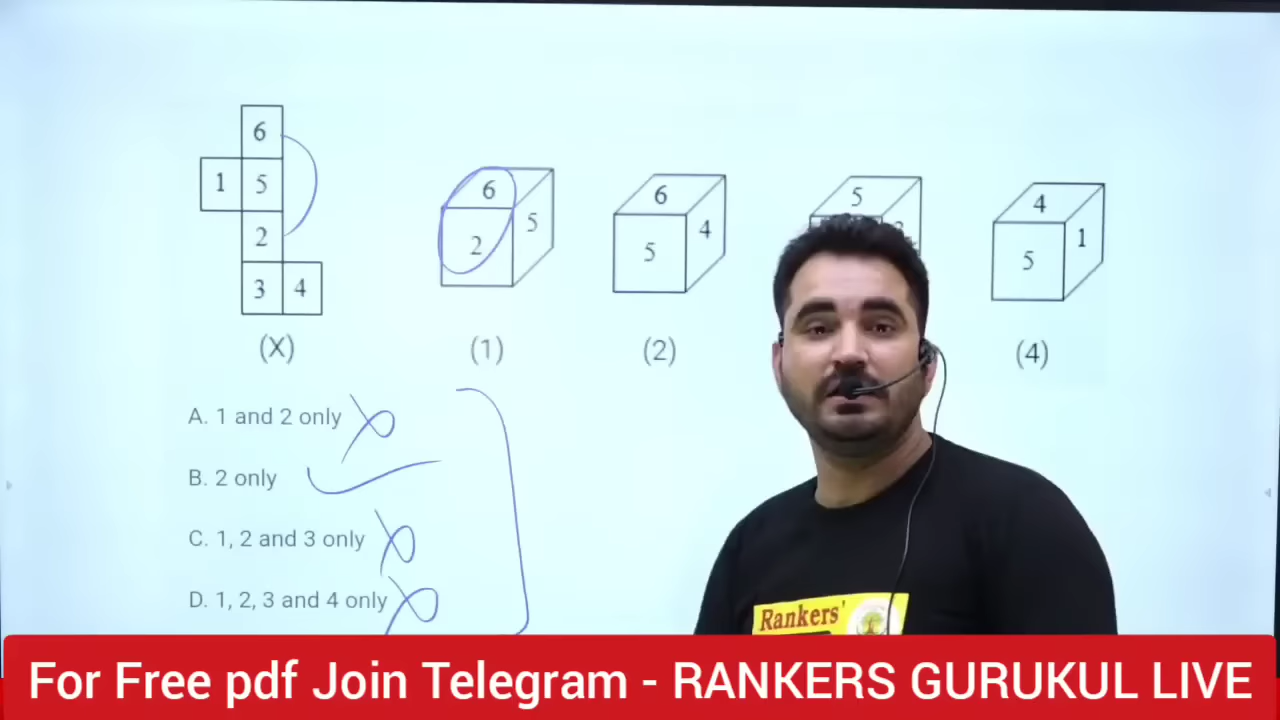 6
1 5
2
3 4
(X)
6
2 5
(1)
6
5 4
(2)
5
4
5 1
(4)
A. 1 and 2 only
B. 2 only
C. 1, 2 and 3 only
D. 1, 2, 3 and 4 only
Rankers'
For Free pdf Join Telegram - RANKERS GURUKUL LIVE